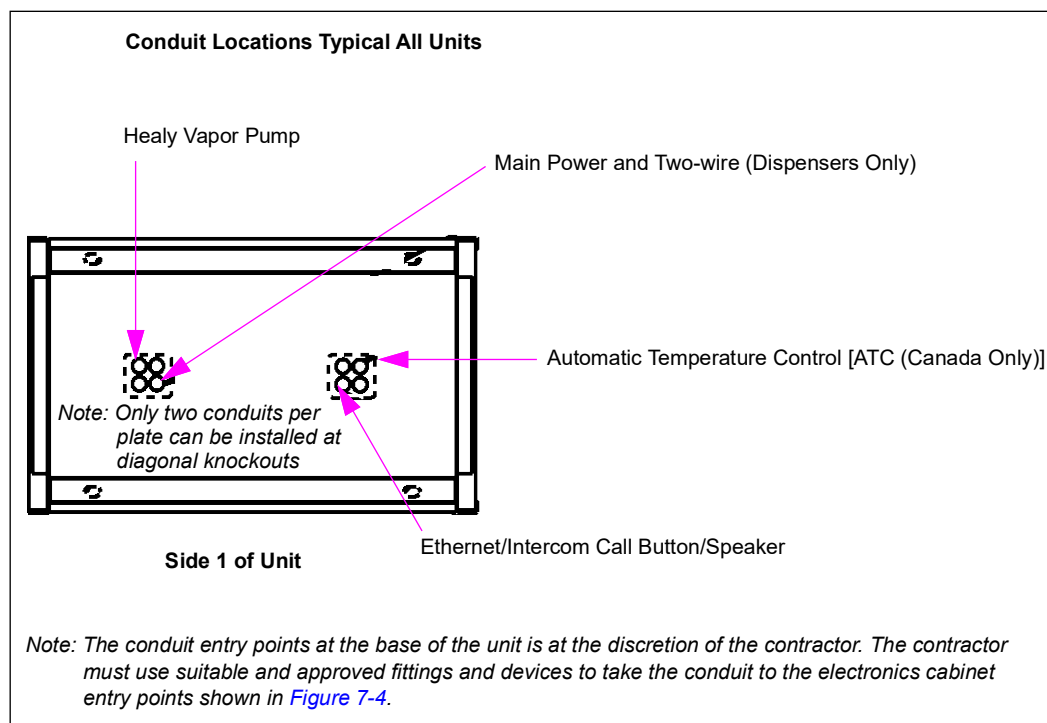 Conduit Locations Typical All Units
Healy Vapor Pump
Main Power and Two-wire (Dispensers Only)
Automatic Temperature Control [ATC (Canada Only)]
Note: Only two conduits per
plate can be installed at
diagonal knockouts
Ethernet/Intercom Call Button/Speaker
Side 1 of Unit
Note: The conduit entry points at the base of the unit is at the discretion of the contractor. The contractor
must use suitable and approved fittings and devices to take the conduit to the electronics cabinet
entry points shown in Figure 7-4.